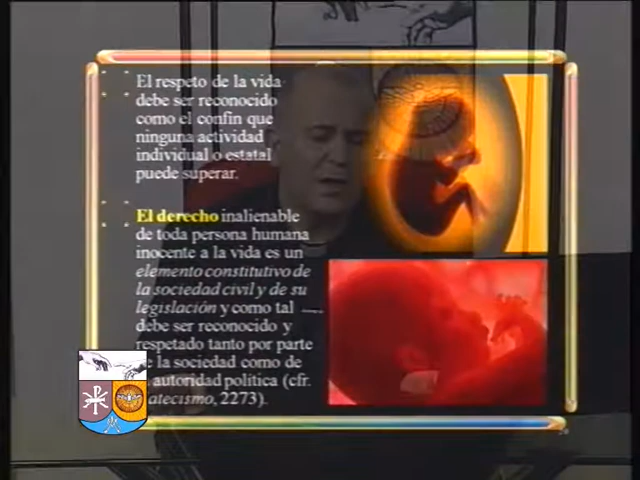 El respeto de la vida
debe ser reconocido
como el confín que
ninguna actividad
individual o estatal
puede superar.
El derecho inalienable
de toda persona humana
inocente a la vida es un
elemento constitutivo de
la sociedad civil y de su
legislación y como tal
debe ser reconocido y
respetado tanto por parte
la sociedad como de
autoridad política (cfr.
2273).